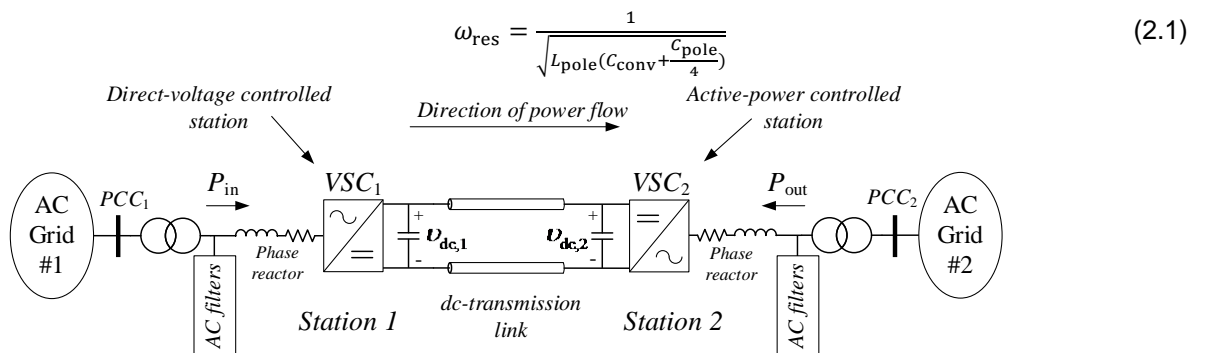 ω_res = 1 / √(L_pole(C_conv + C_pole/4)) (2.1)
Direct-voltage controlled
station
Direction of power flow
Active-power controlled
station
AC
Grid
#1
PCC₁
P_in
AC filters
Phase
reactor
VSC₁
+
υ_dc,1
-
+
υ_dc,2
-
VSC₂
P_out
Phase
reactor
AC filters
PCC₂
AC
Grid
#2
Station 1
dc-transmission
link
Station 2